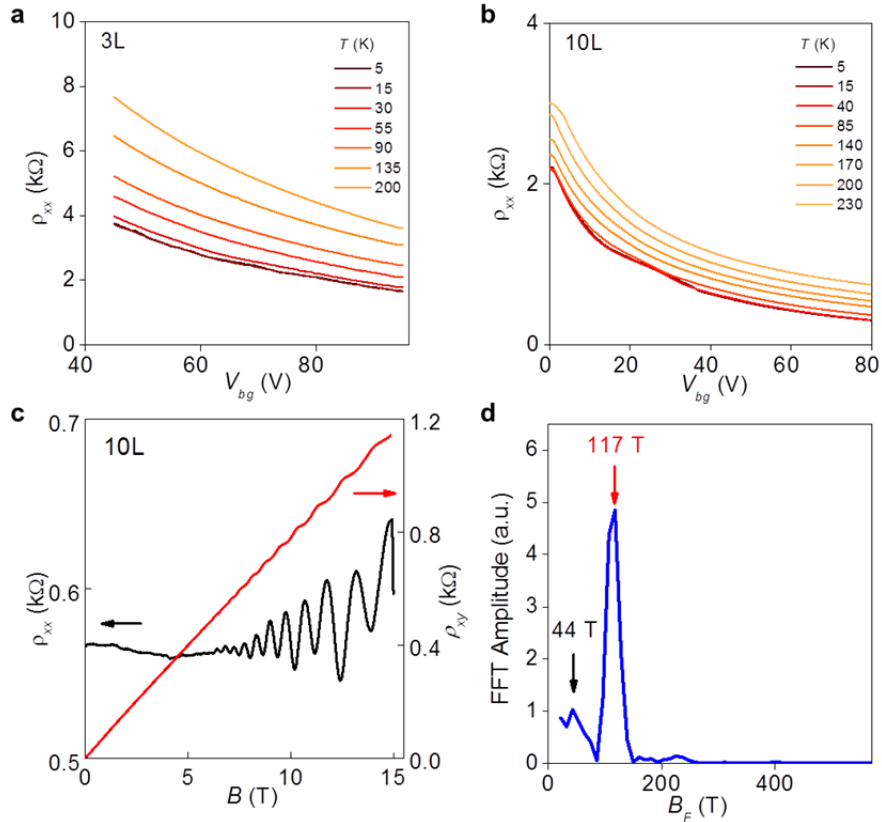 a
3L
T (K)
5
15
30
55
90
135
200
10
8
6
4
2
0
ρxx (kΩ)
40
60
80
Vbg (V)
b
10L
T (K)
5
15
40
85
140
170
200
230
4
2
0
ρxx (kΩ)
0
20
40
60
80
Vbg (V)
c
10L
0.7
0.6
0.5
ρxx (kΩ)
1.2
0.8
0.4
0.0
ρxy (kΩ)
0
5
10
15
B (T)
d
117 T
44 T
6
5
4
3
2
1
0
FFT Amplitude (a.u.)
0
200
400
BF (T)